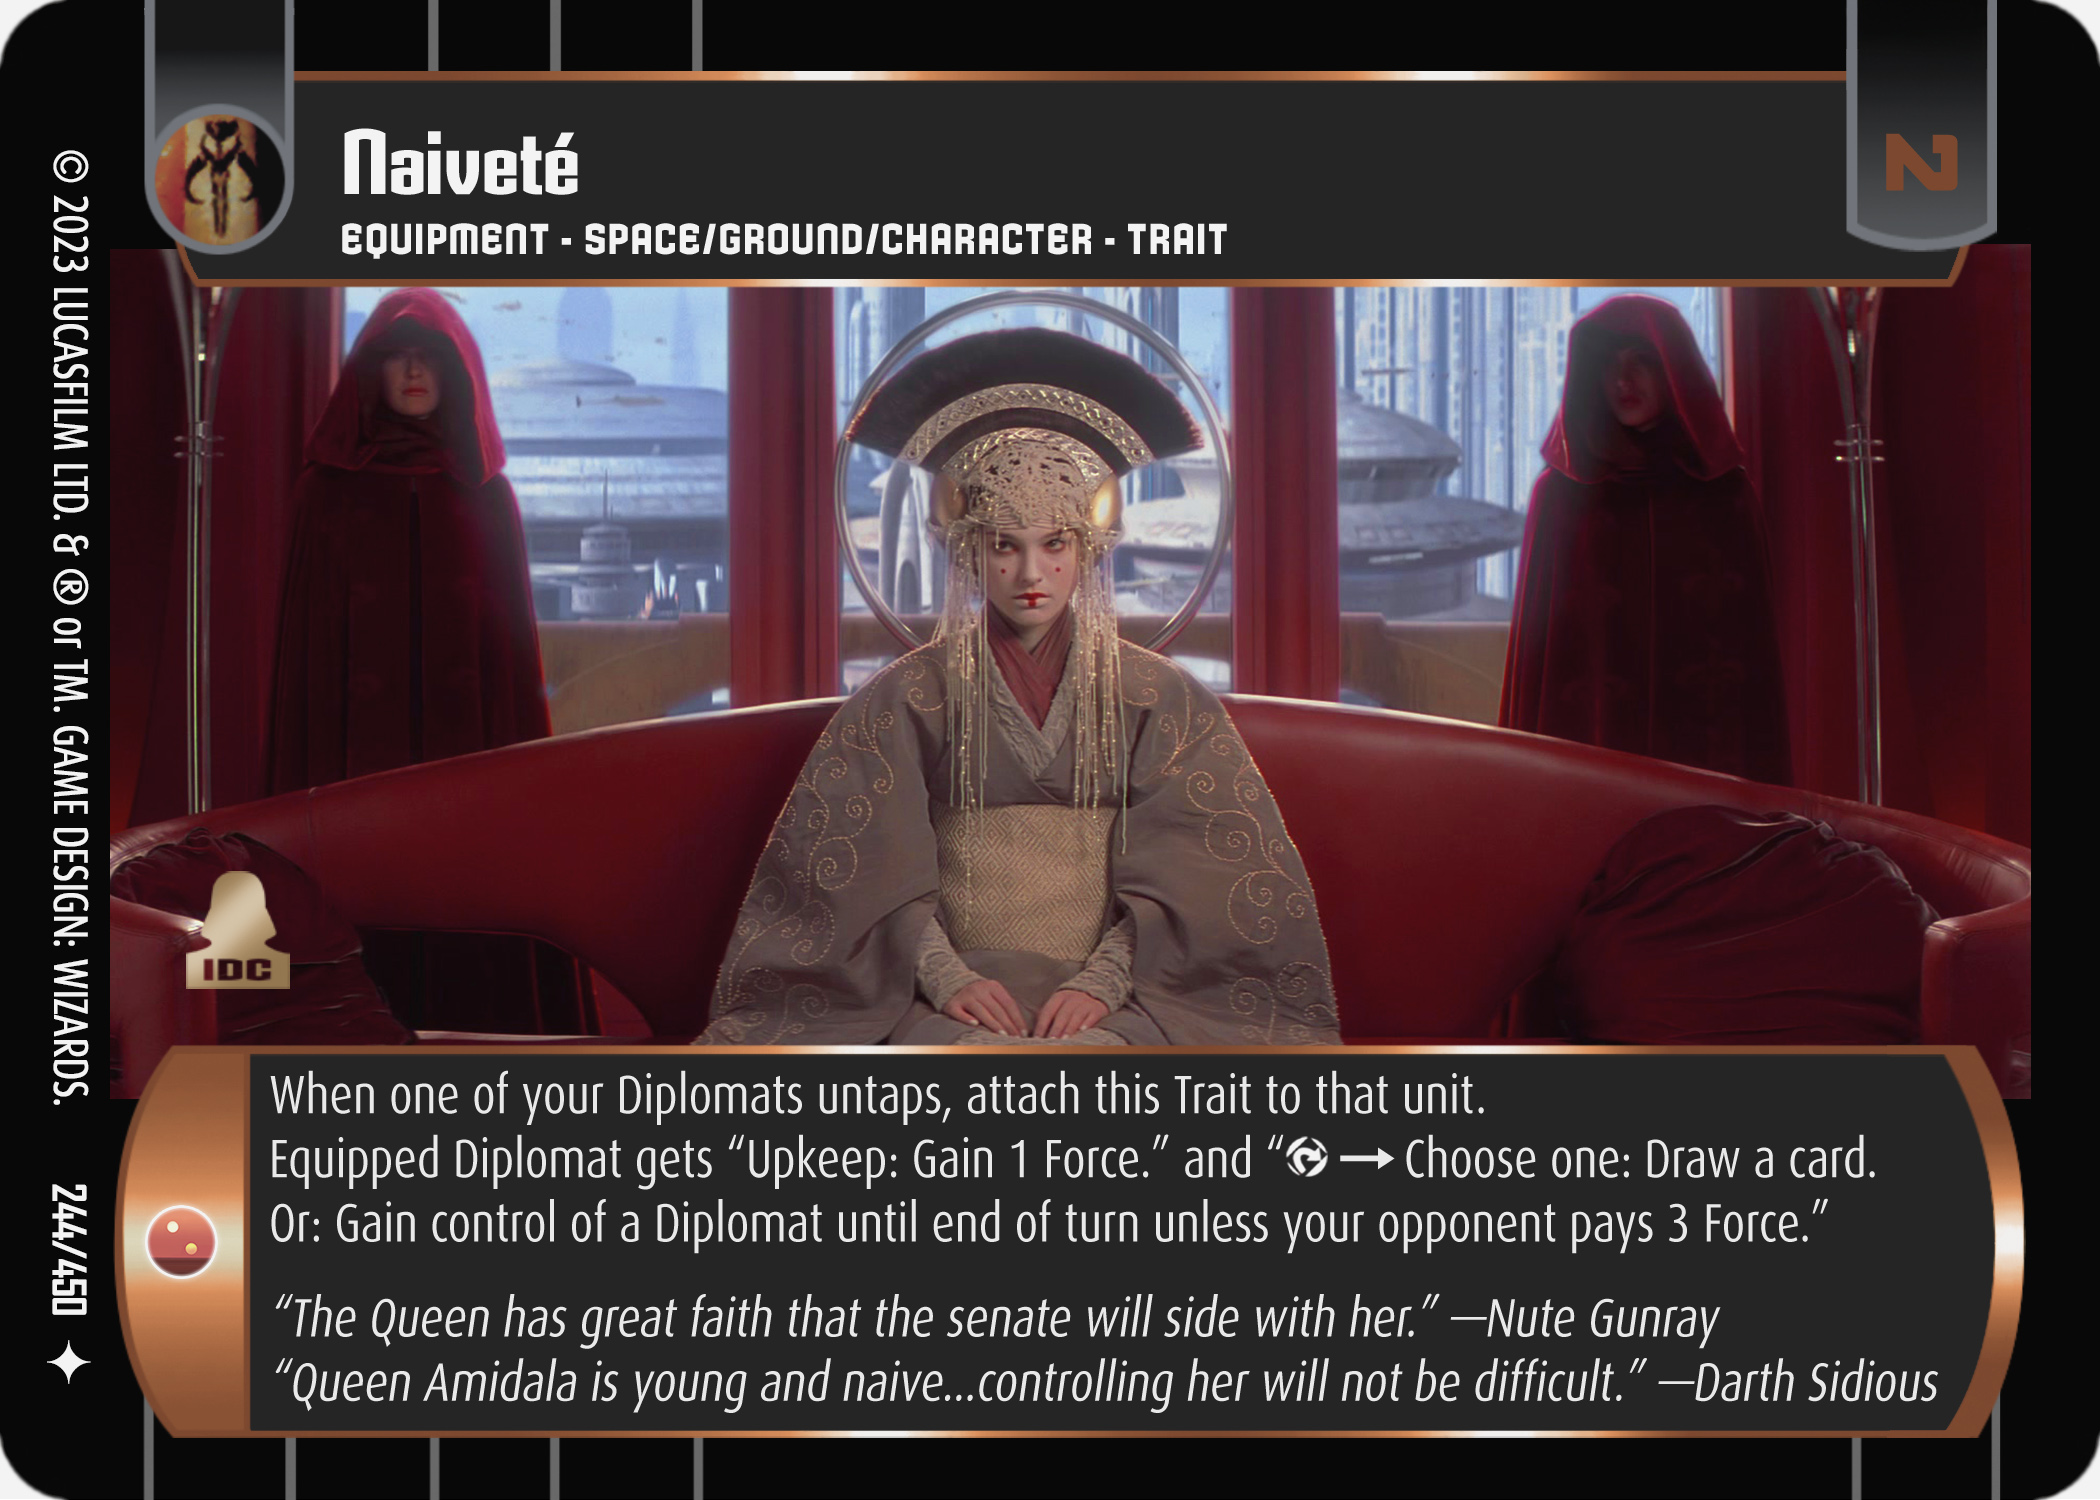 Naiveté
2
EQUIPMENT - SPACE/GROUND/CHARACTER - TRAIT
IDC
When one of your Diplomats untaps, attach this Trait to that unit.
Equipped Diplomat gets “Upkeep: Gain 1 Force.” and “ → Choose one: Draw a card.
Or: Gain control of a Diplomat until end of turn unless your opponent pays 3 Force.”
“The Queen has great faith that the senate will side with her.” —Nute Gunray
“Queen Amidala is young and naive...controlling her will not be difficult.” —Darth Sidious
© 2023 LUCASFILM LTD. & ® or TM. GAME DESIGN: WIZARDS. 244/450